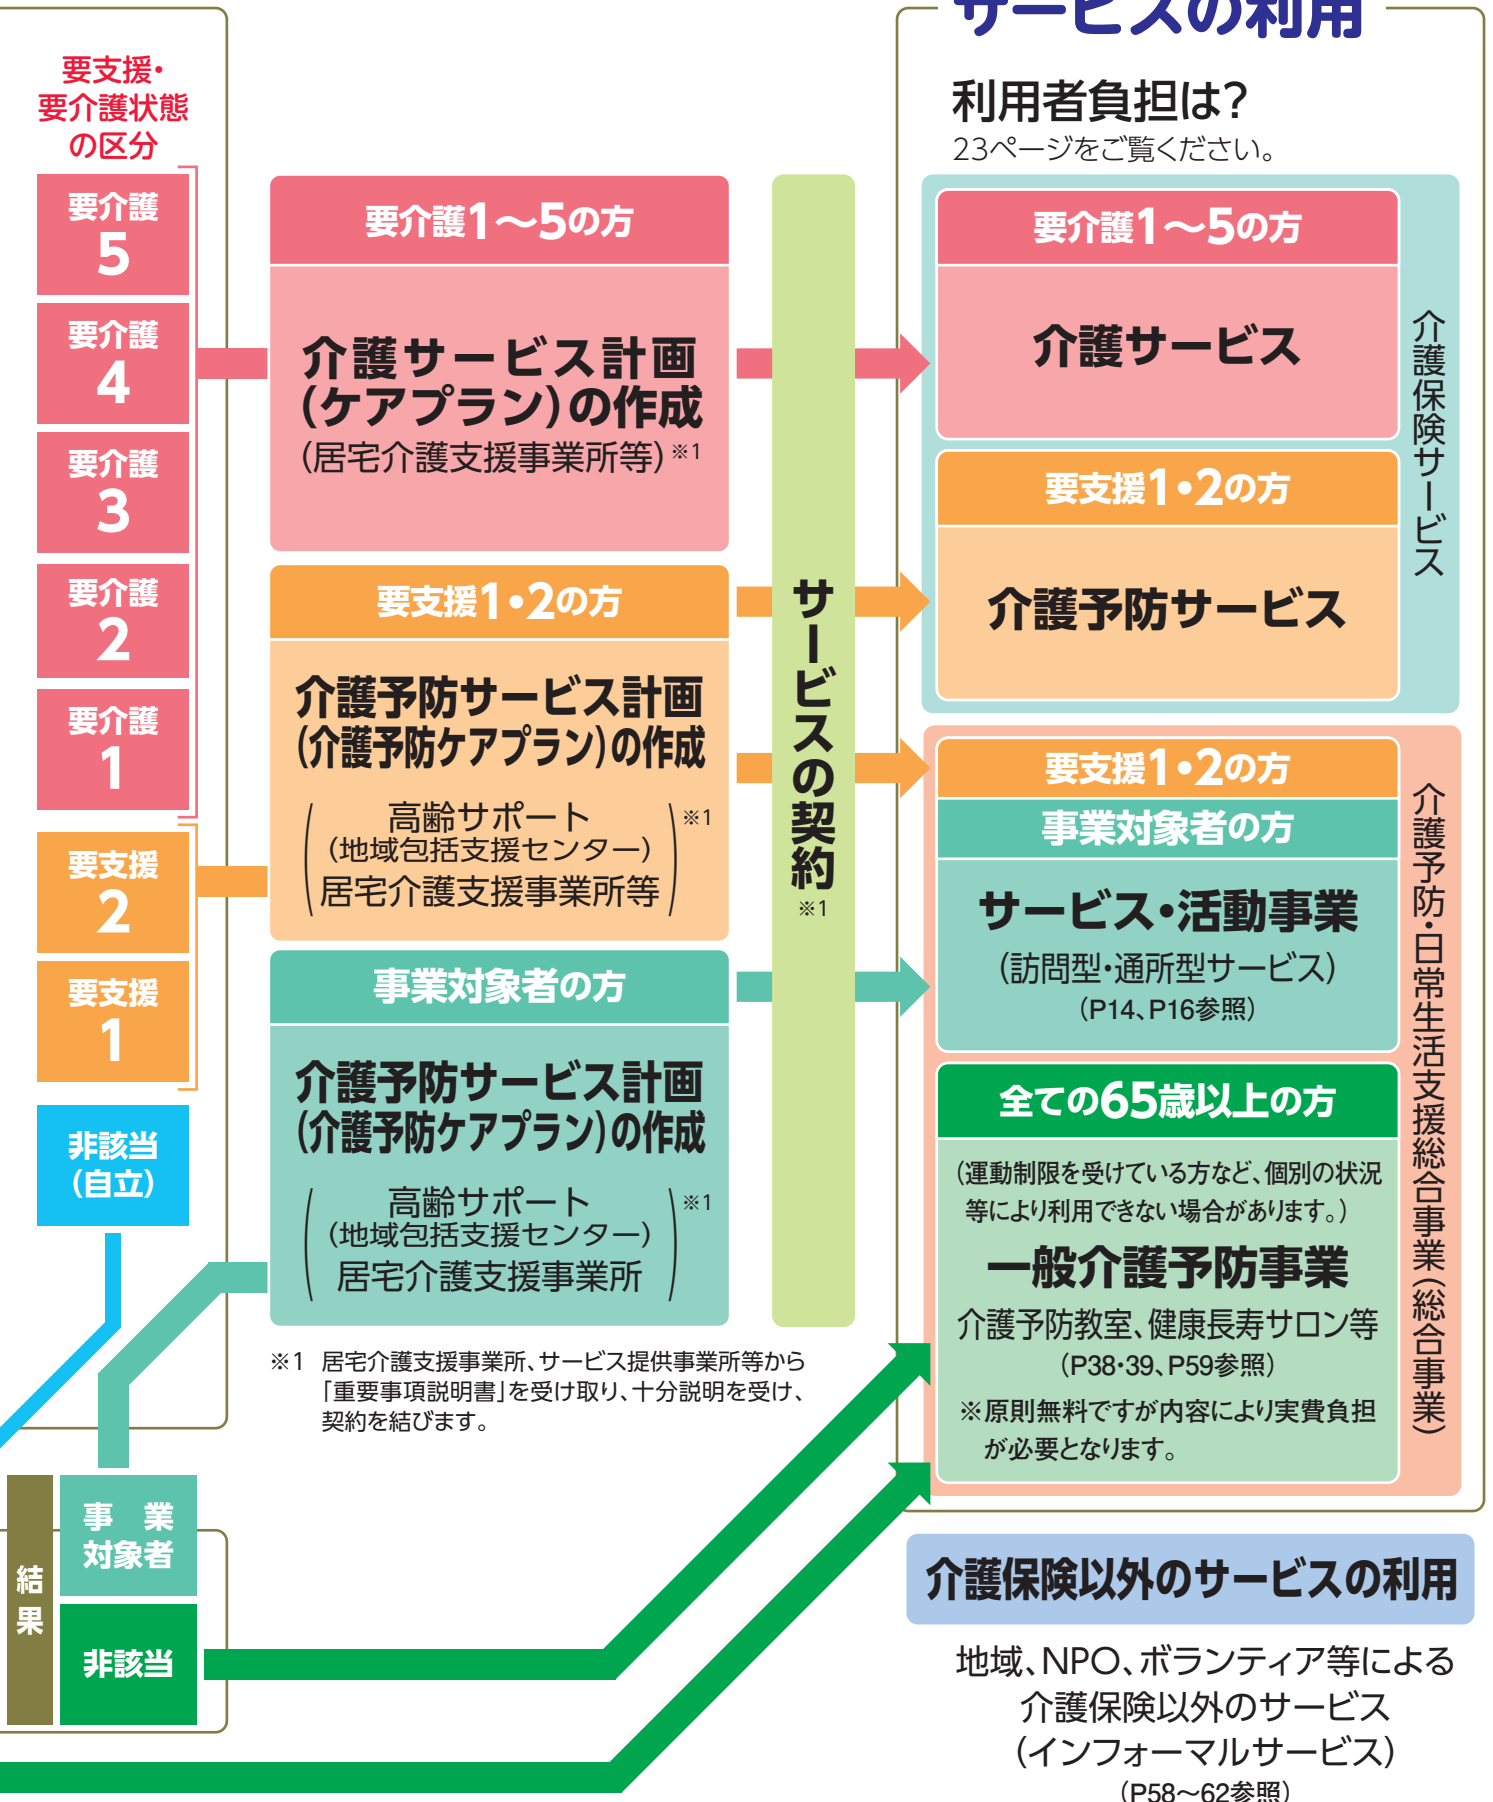 要支援・
要介護状態
の区分
要介護
5
要介護
4
要介護
3
要介護
2
要介護
1
要支援
2
要支援
1
非該当
(自立)
結果
事　業
対象者
非該当
要介護1～5の方
介護サービス計画
(ケアプラン)の作成
(居宅介護支援事業所等)※1
要支援1・2の方
介護予防サービス計画
(介護予防ケアプラン)の作成
高齢サポート
(地域包括支援センター)
居宅介護支援事業所等
※1
事業対象者の方
介護予防サービス計画
(介護予防ケアプラン)の作成
高齢サポート
(地域包括支援センター)
居宅介護支援事業所
※1
※1 居宅介護支援事業所、サービス提供事業所等から
「重要事項説明書」を受け取り、十分説明を受け、
契約を結びます。
サービスの契約
※1
サービスの利用
利用者負担は?
23ページをご覧ください。
要介護1～5の方
介護サービス
要支援1・2の方
介護予防サービス
介護保険サービス
要支援1・2の方
事業対象者の方
サービス・活動事業
(訪問型・通所型サービス)
(P14、P16参照)
全ての65歳以上の方
(運動制限を受けている方など、個別の状況
等により利用できない場合があります。)
一般介護予防事業
介護予防教室、健康長寿サロン等
(P38・39、P59参照)
※原則無料ですが内容により実費負担
が必要となります。
介護予防・日常生活支援総合事業(総合事業)
介護保険以外のサービスの利用
地域、NPO、ボランティア等による
介護保険以外のサービス
(インフォーマルサービス)
(P58～62参照)